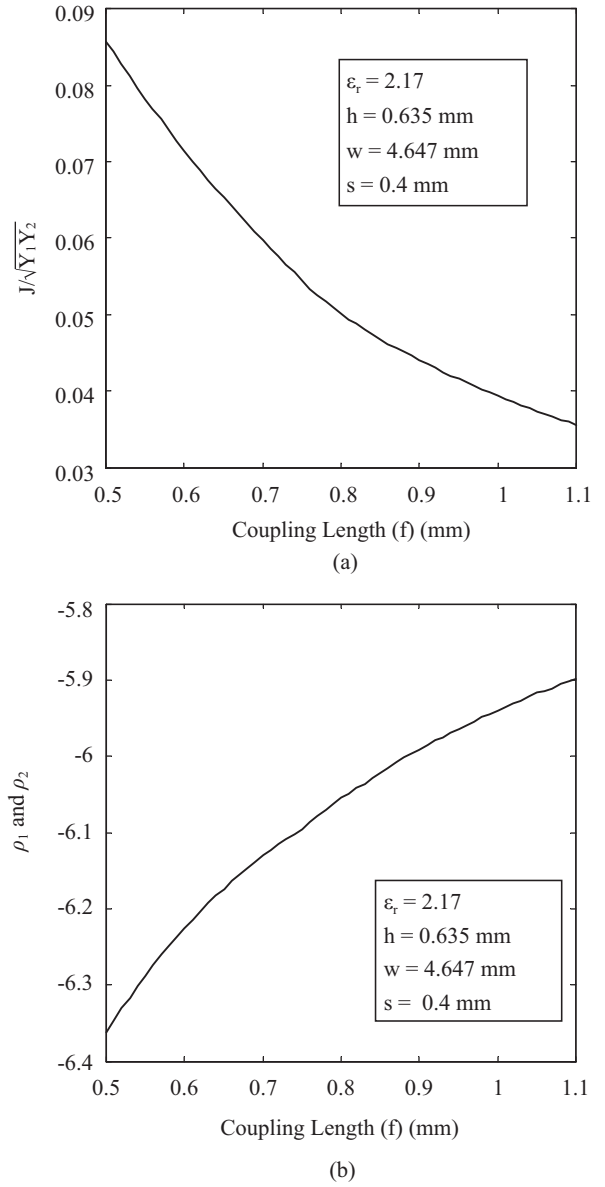 0.09
0.08
0.07
0.06
0.05
0.04
0.03
J/√Y₁Y₂
εᵣ = 2.17
h = 0.635 mm
w = 4.647 mm
s = 0.4 mm
0.5 0.6 0.7 0.8 0.9 1 1.1
Coupling Length (f) (mm)
(a)
-5.8
-5.9
-6
-6.1
-6.2
-6.3
-6.4
ρ₁ and ρ₂
εᵣ = 2.17
h = 0.635 mm
w = 4.647 mm
s = 0.4 mm
0.5 0.6 0.7 0.8 0.9 1 1.1
Coupling Length (f) (mm)
(b)